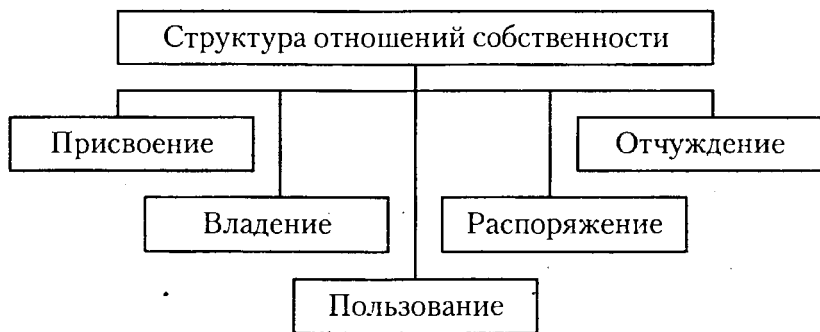 Структура отношений собственности
Присвоение
Отчуждение
Владение
Распоряжение
Пользование